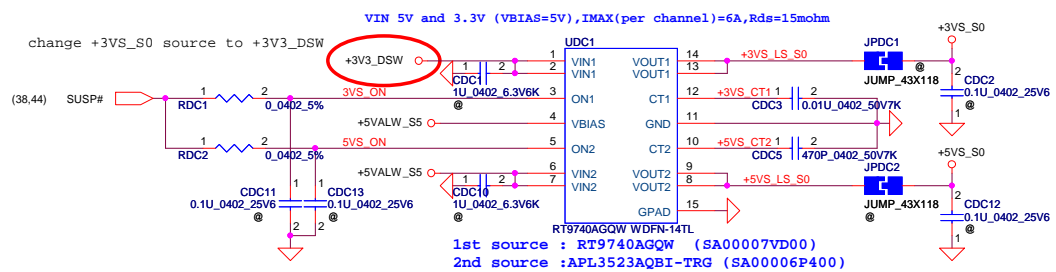 VIN 5V and 3.3V (VBIAS=5V),IMAX(per channel)=6A,Rds=15mohm
change +3VS_S0 source to +3V3_DSW
+3V3_DSW
UDC1
+3VS_S0
1 VIN1 VOUT1 14 +3VS_LS_S0 JPDC1
2 VIN1 VOUT1 13
1 2
CDC1
1U_0402_6.3V6K
@
@
JUMP_43X118
2
CDC2
0.1U_0402_25V6
1
@
(38,44) SUSP#
1 2
RDC1 0_0402_5%
3VS_ON
3 ON1 CT1 12 +3VS_CT1 1 2
CDC3 0.01U_0402_50V7K
+5VALW_S5
4 VBIAS GND 11
1 2
RDC2 0_0402_5%
5VS_ON
5 ON2 CT2 10 +5VS_CT2 1 2
CDC5 470P_0402_50V7K
+5VS_S0
+5VALW_S5
6 VIN2 VOUT2 9
7 VIN2 VOUT2 8 +5VS_LS_S0
JPDC2
1 2
CDC10
1U_0402_6.3V6K
@
JUMP_43X118
@
2
CDC12
0.1U_0402_25V6
1
@
1 1
CDC11 CDC13
0.1U_0402_25V6 0.1U_0402_25V6
@ @
2 2
GPAD 15
RT9740AGQW WDFN-14TL
1st source : RT9740AGQW (SA00007VD00)
2nd source :APL3523AQBI-TRG (SA00006P400)